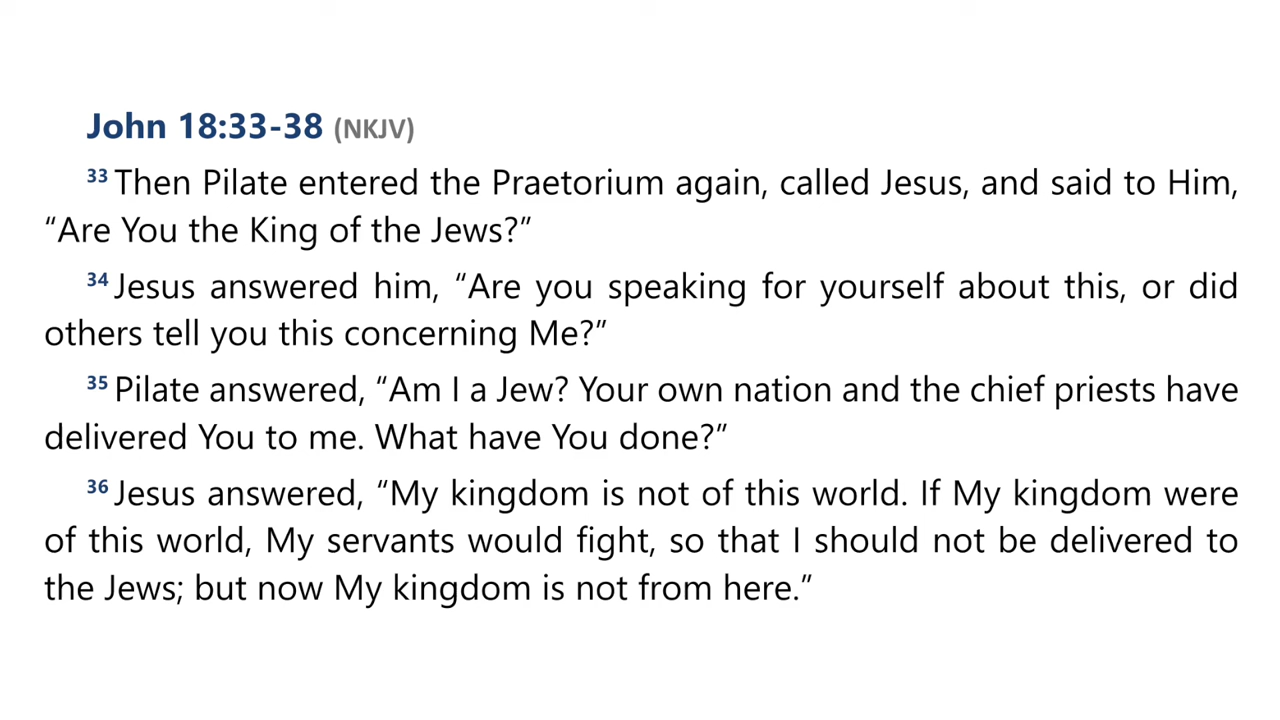 John 18:33-38 (NKJV)
33 Then Pilate entered the Praetorium again, called Jesus, and said to Him,
“Are You the King of the Jews?”
34 Jesus answered him, “Are you speaking for yourself about this, or did
others tell you this concerning Me?”
35 Pilate answered, “Am I a Jew? Your own nation and the chief priests have
delivered You to me. What have You done?”
36 Jesus answered, “My kingdom is not of this world. If My kingdom were
of this world, My servants would fight, so that I should not be delivered to
the Jews; but now My kingdom is not from here.”